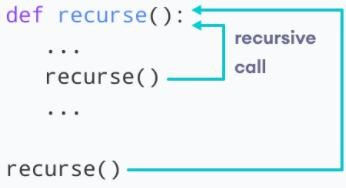 def recurse():
    ...
    recurse()
    ...
recurse()
recursive
call